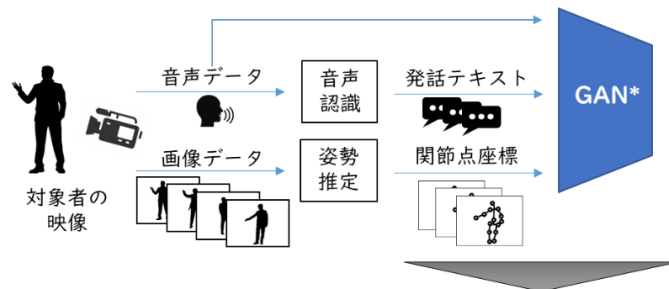 音声データ
音声
認識
発話テキスト
GAN*
画像データ
姿勢
推定
関節点座標
対象者の
映像